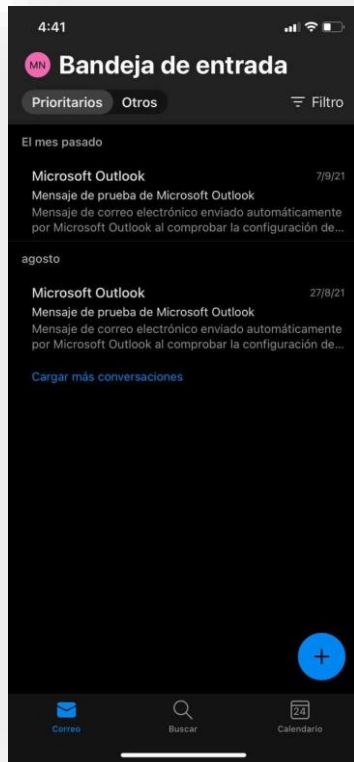 4:41
MN Bandeja de entrada
Prioritarios Otros Filtro
El mes pasado
Microsoft Outlook 7/9/21
Mensaje de prueba de Microsoft Outlook
Mensaje de correo electrónico enviado automáticamente
por Microsoft Outlook al comprobar la configuración de...
agosto
Microsoft Outlook 27/8/21
Mensaje de prueba de Microsoft Outlook
Mensaje de correo electrónico enviado automáticamente
por Microsoft Outlook al comprobar la configuración de...
Cargar más conversaciones
24
Correo Buscar Calendario